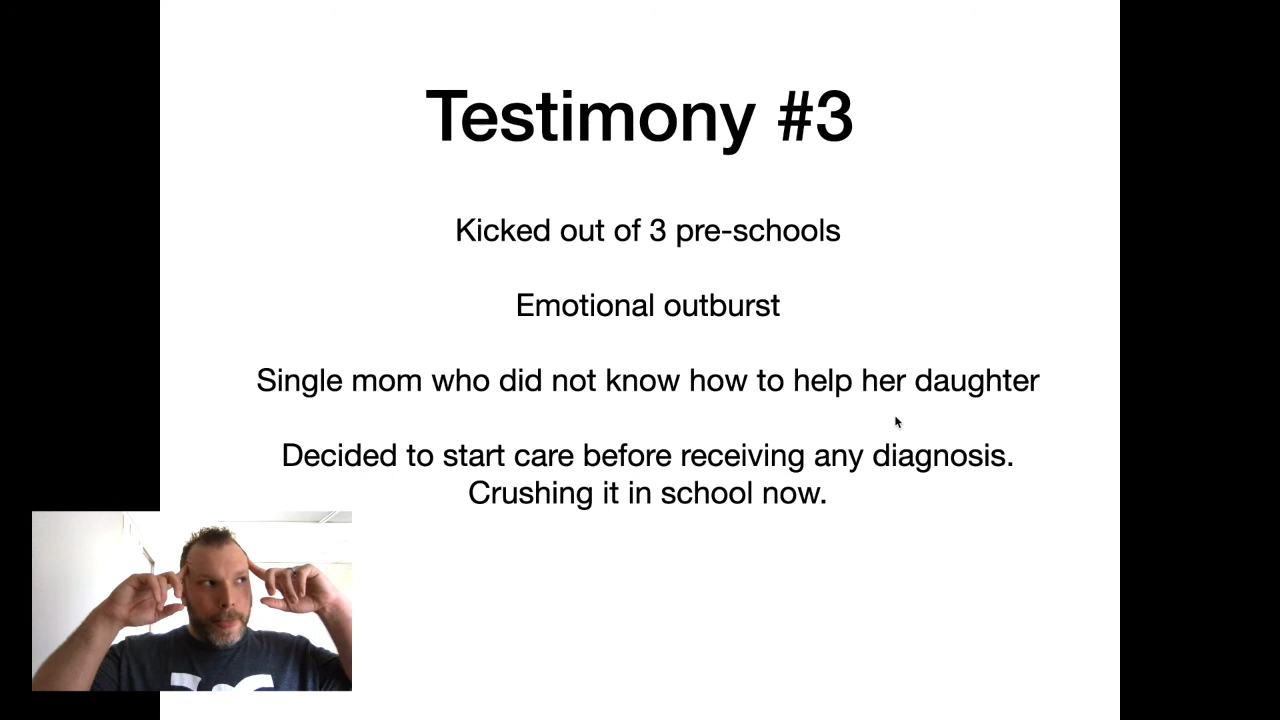 Testimony #3
Kicked out of 3 pre-schools
Emotional outburst
Single mom who did not know how to help her daughter
Decided to start care before receiving any diagnosis.
Crushing it in school now.